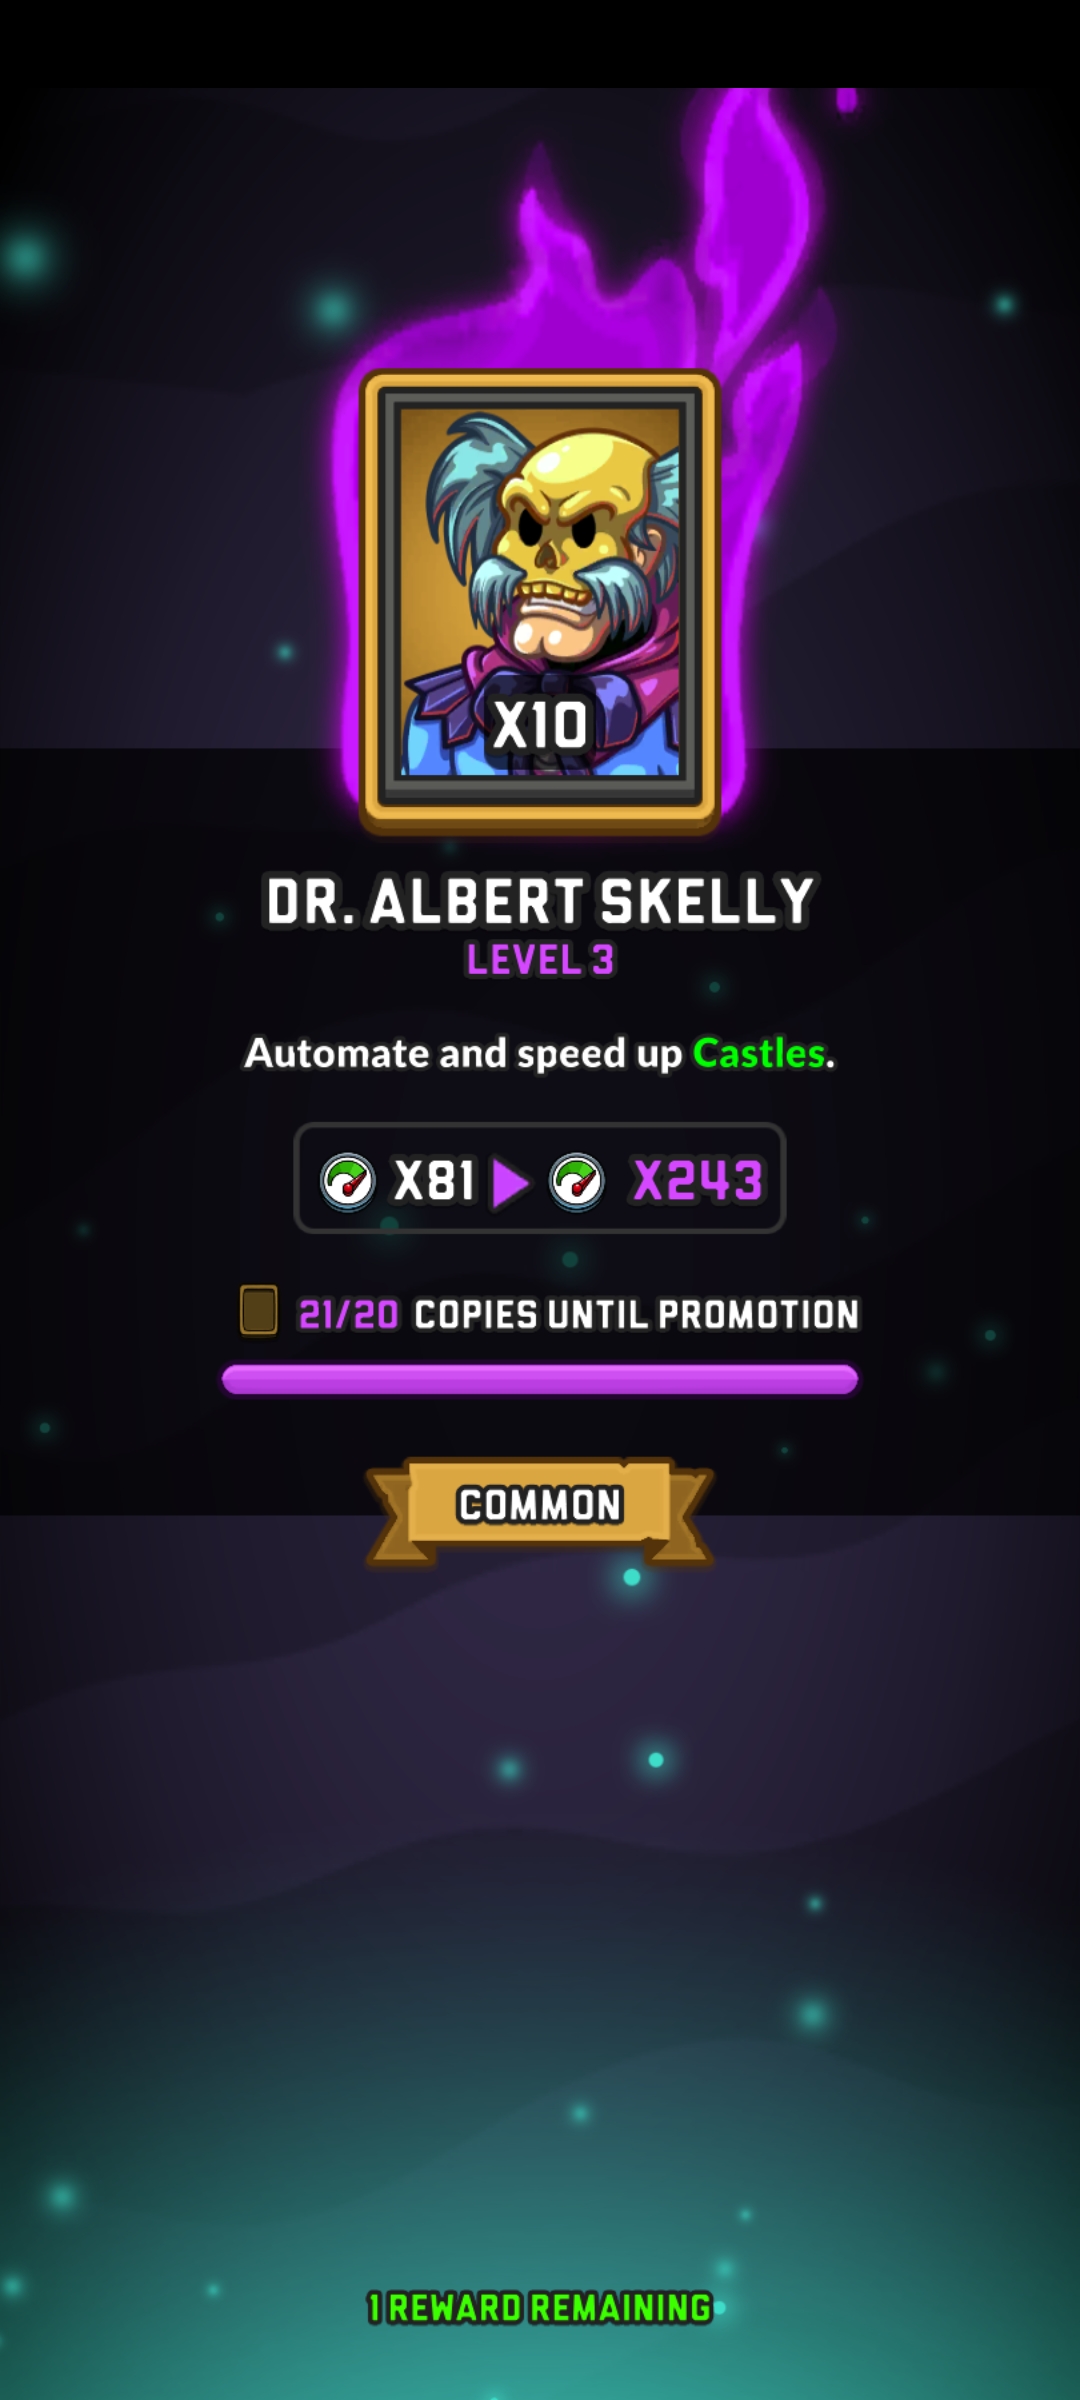 X10
DR. ALBERT SKELLY
LEVEL 3
Automate and speed up Castles.
X81 X243
21/20 COPIES UNTIL PROMOTION
COMMON
1 REWARD REMAINING